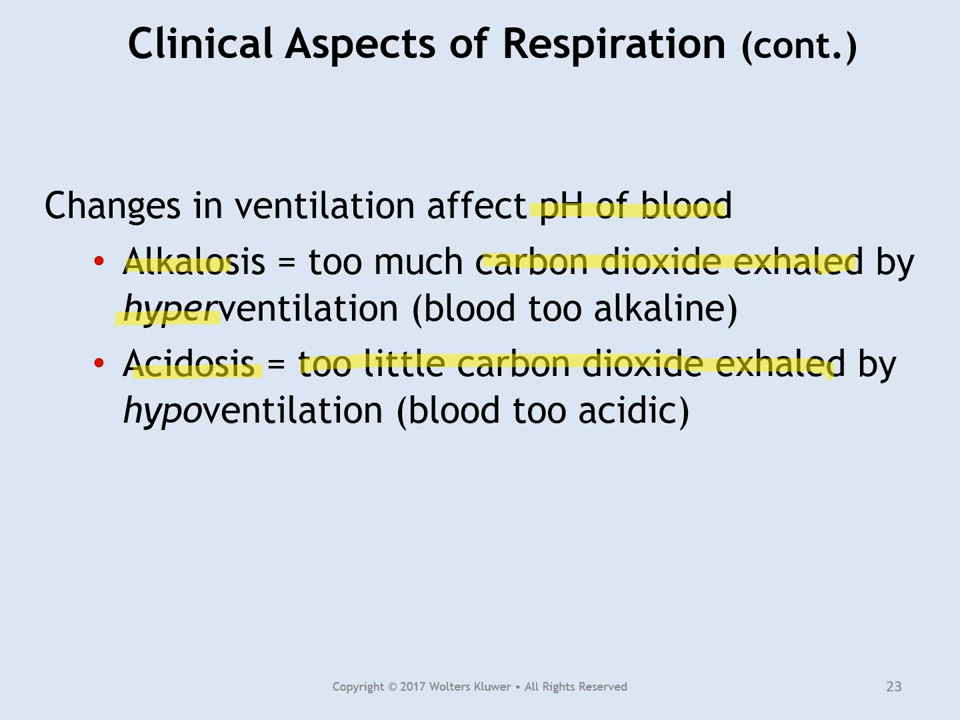 Clinical Aspects of Respiration (cont.)
Changes in ventilation affect pH of blood
• Alkalosis = too much carbon dioxide exhaled by
hyperventilation (blood too alkaline)
• Acidosis = too little carbon dioxide exhaled by
hypoventilation (blood too acidic)
Copyright © 2017 Wolters Kluwer • All Rights Reserved
23